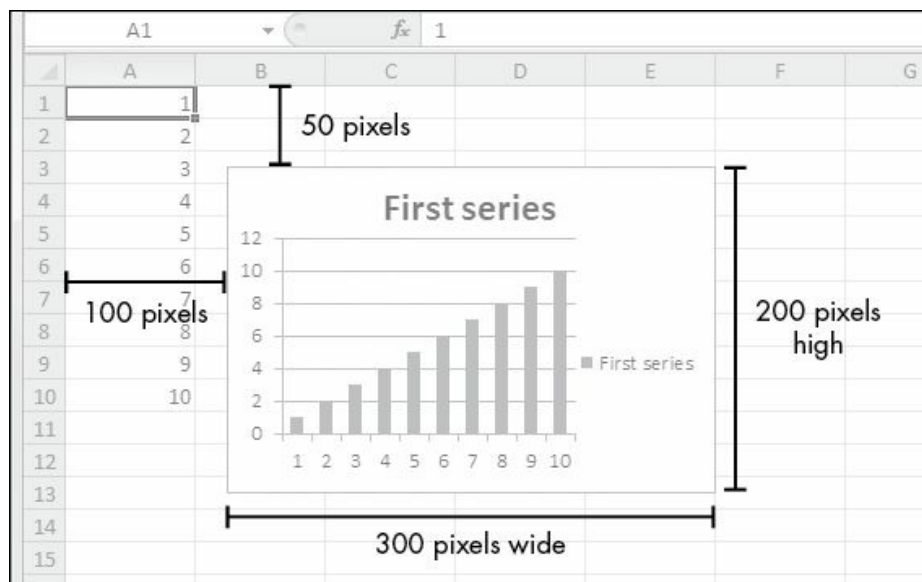 A1 fx 1
A B C D E F G
1 1
2 2
50 pixels
3 3
4 4
First series
5 5
12
6 6
10
100 pixels
7 7
8
200 pixels
high
8 8
6
First series
9 9
4
10 10
2
11
0
12
1 2 3 4 5 6 7 8 9 10
13
14
300 pixels wide
15